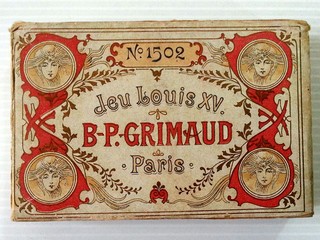 No 1502
Jeu Louis XV.
B·P·GRIMAUD
· Paris ·